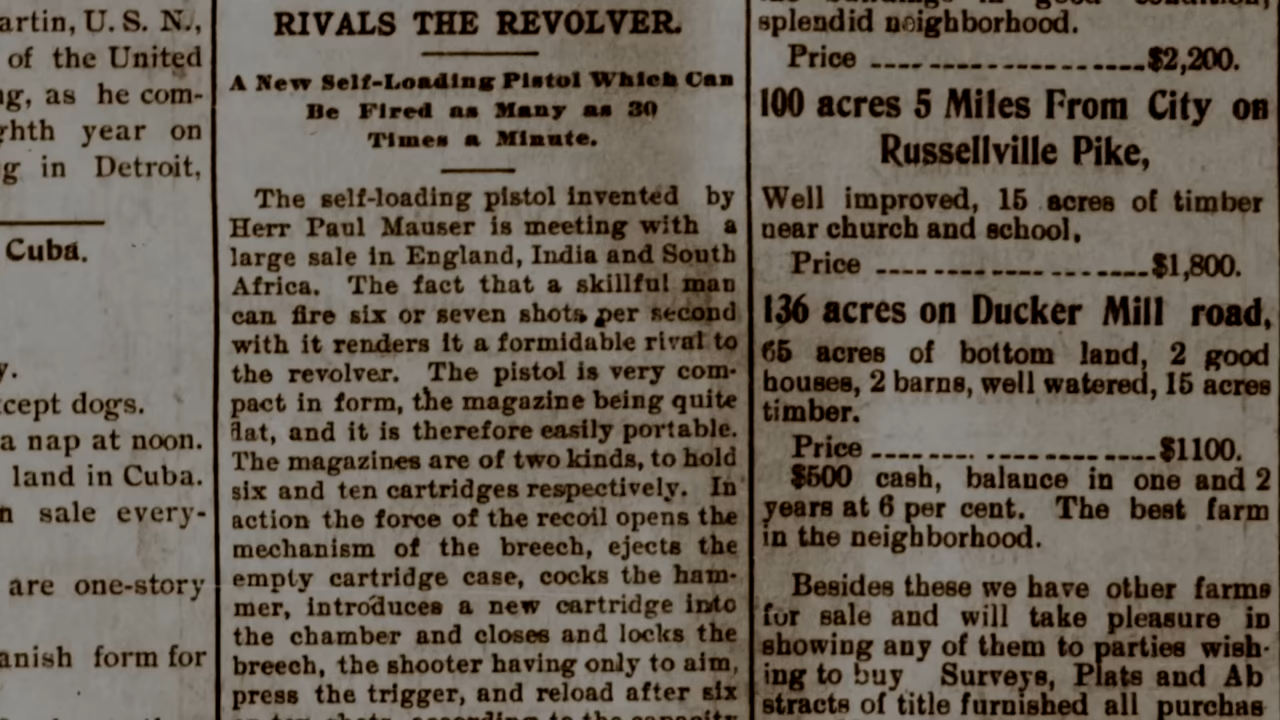 artin, U. S. N.,
of the United
ng, as he com-
ghth year on
g in Detroit,
Cuba.
y.
cept dogs.
a nap at noon.
land in Cuba.
n sale every-
are one-story
anish form for
RIVALS THE REVOLVER.
A New Self-Loading Pistol Which Can
Be Fired as Many as 30
Times a Minute.
The self-loading pistol invented by
Herr Paul Mauser is meeting with a
large sale in England, India and South
Africa. The fact that a skillful man
can fire six or seven shots per second
with it renders it a formidable rival to
the revolver. The pistol is very com-
pact in form, the magazine being quite
flat, and it is therefore easily portable.
The magazines are of two kinds, to hold
six and ten cartridges respectively. In
action the force of the recoil opens the
mechanism of the breech, ejects the
empty cartridge case, cocks the ham-
mer, introduces a new cartridge into
the chamber and closes and locks the
breech, the shooter having only to aim,
press the trigger, and reload after six
or ten shots, according to the capacity
splendid neighborhood.
Price ----------------------$2,200.
100 acres 5 Miles From City on
Russellville Pike,
Well improved, 15 acres of timber
near church and school,
Price ----------------------$1,800.
136 acres on Ducker Mill road,
65 acres of bottom land, 2 good
houses, 2 barns, well watered, 15 acres
timber.
Price ----------------------$1100.
$500 cash, balance in one and 2
years at 6 per cent. The best farm
in the neighborhood.
Besides these we have other farms
for sale and will take pleasure in
showing any of them to parties wish-
ing to buy Surveys, Plats and Ab
stracts of title furnished all purchas